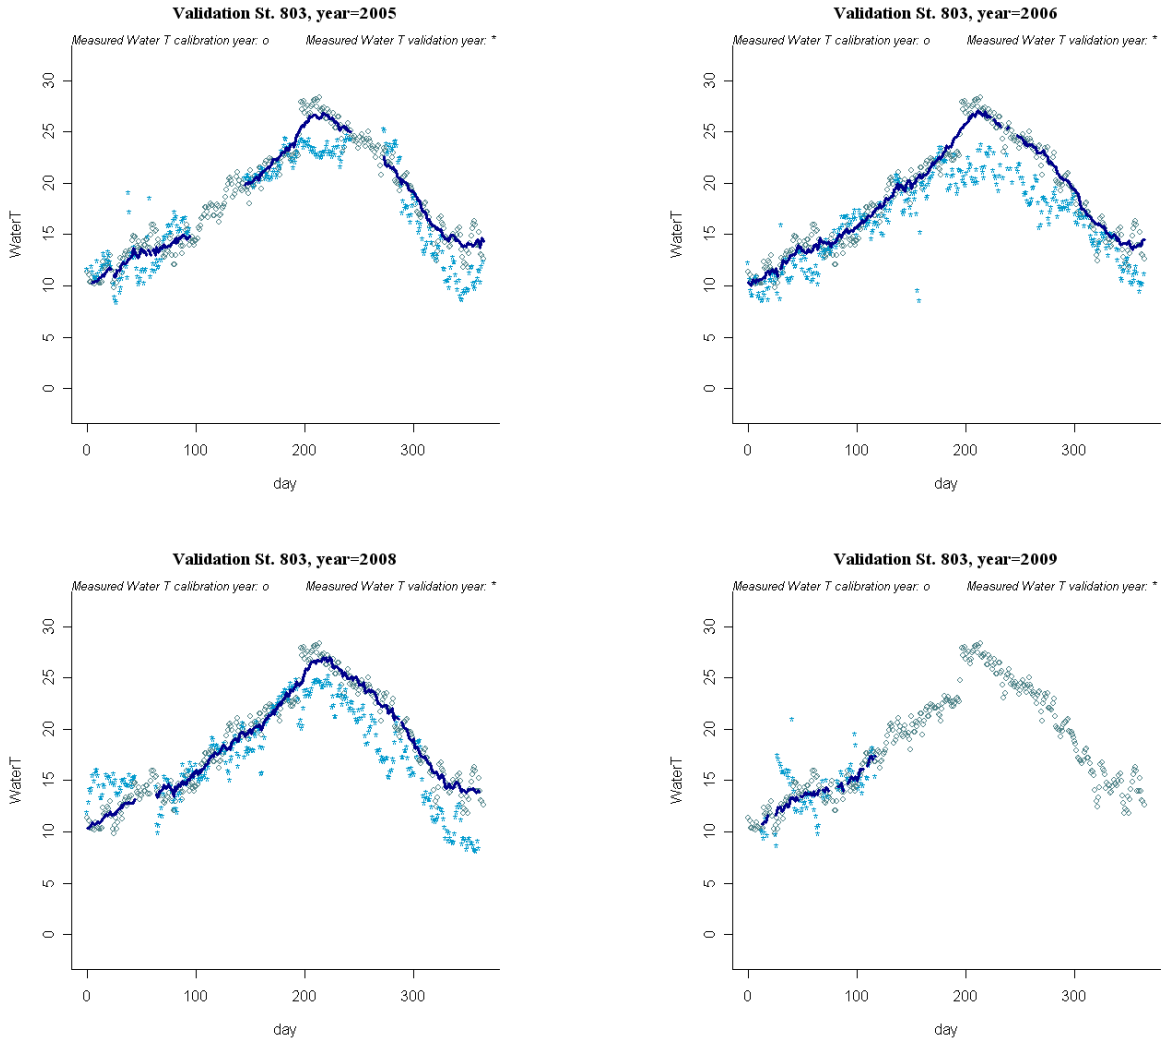 Validation St. 803, year=2005
Measured Water T calibration year: o Measured Water T validation year: *
WaterT
30
25
20
15
10
5
0
0 100 200 300
day
Validation St. 803, year=2006
Measured Water T calibration year: o Measured Water T validation year: *
WaterT
30
25
20
15
10
5
0
0 100 200 300
day
Validation St. 803, year=2008
Measured Water T calibration year: o Measured Water T validation year: *
WaterT
30
25
20
15
10
5
0
0 100 200 300
day
Validation St. 803, year=2009
Measured Water T calibration year: o Measured Water T validation year: *
WaterT
30
25
20
15
10
5
0
0 100 200 300
day